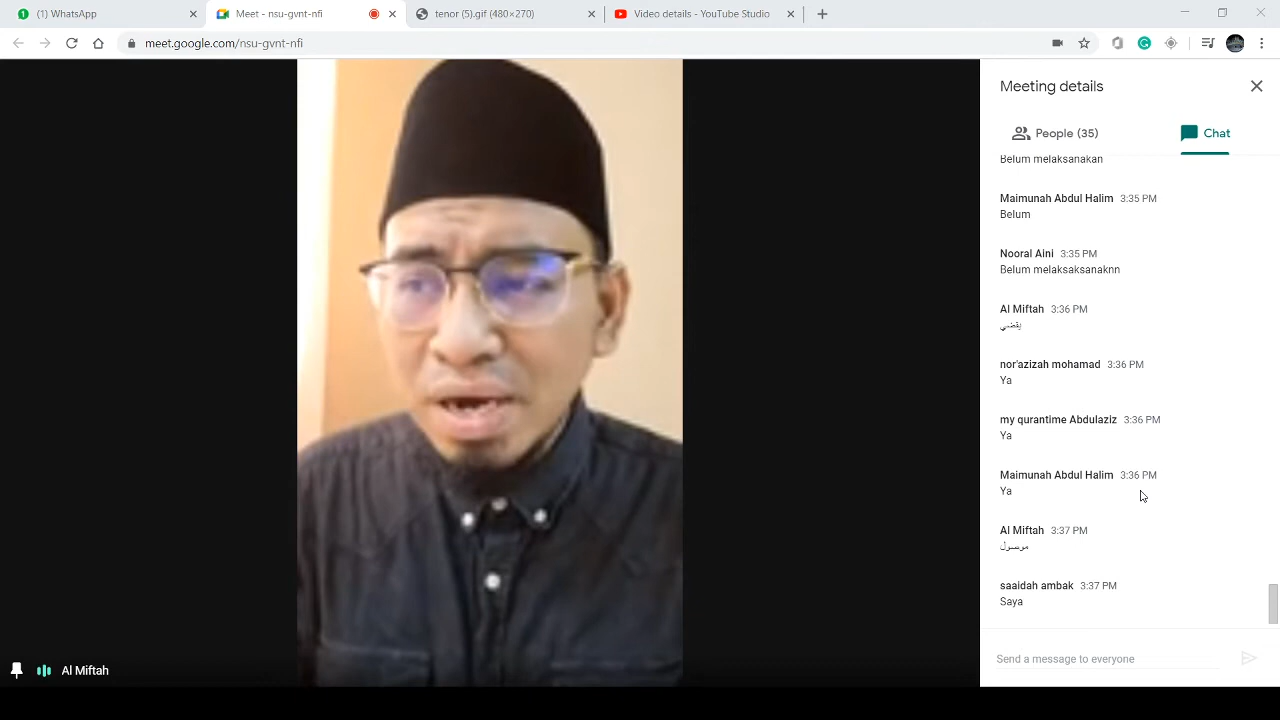 (1) WhatsApp
Meet - nsu-gvnt-nfi
tenor (5).gif (480×270)
Video details - YouTube Studio
meet.google.com/nsu-gvnt-nfi
Meeting details
People (35)
Chat
Belum melaksanakan
Maimunah Abdul Halim 3:35 PM
Belum
Nooral Aini 3:35 PM
Belum melaksaksanaknn
Al Miftah 3:36 PM
يقضي
nor'azizah mohamad 3:36 PM
Ya
my qurantime Abdulaziz 3:36 PM
Ya
Maimunah Abdul Halim 3:36 PM
Ya
Al Miftah 3:37 PM
موصول
saaidah ambak 3:37 PM
Saya
Send a message to everyone
Al Miftah